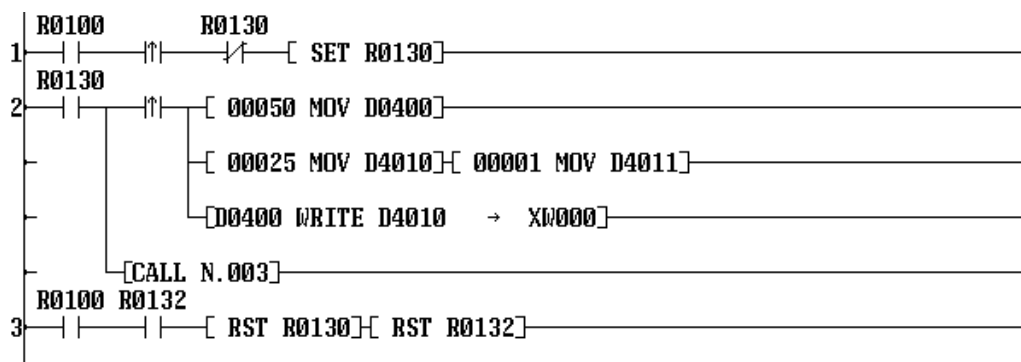 R0100 R0130
1 ↑ [ SET R0130]
R0130
2 ↑ [ 00050 MOV D0400]
[ 00025 MOV D4010] [ 00001 MOV D4011]
[D0400 WRITE D4010 → XW000]
[CALL N.003]
R0100 R0132
3 [ RST R0130] [ RST R0132]